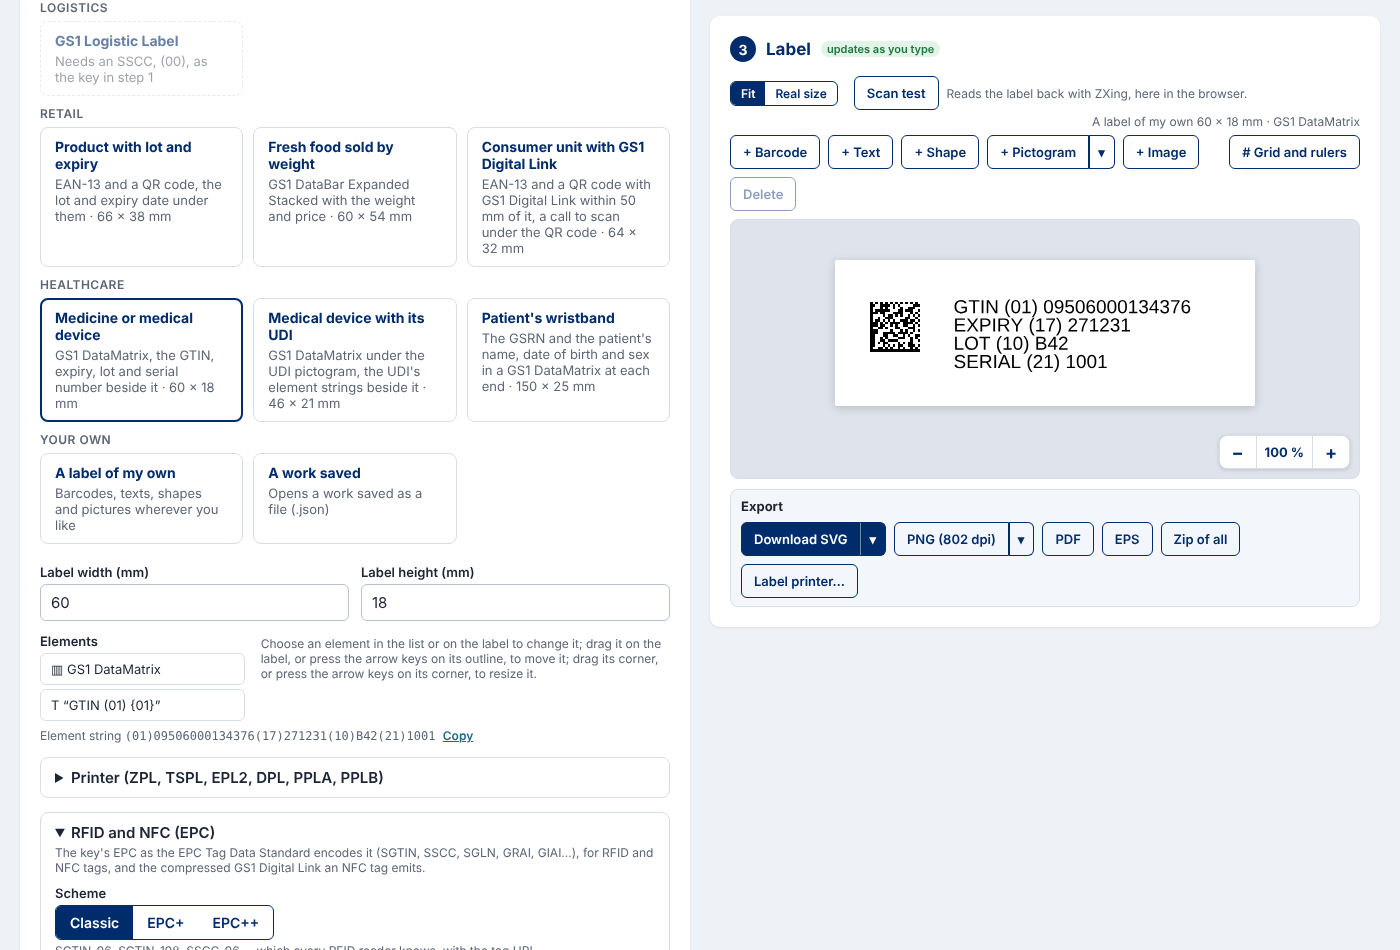 LOGISTICS
GS1 Logistic Label
Needs an SSCC, (00), as
the key in step 1
RETAIL
Product with lot and
expiry
EAN-13 and a QR code, the
lot and expiry date under
them · 66 × 38 mm
Fresh food sold by
weight
GS1 DataBar Expanded
Stacked with the weight
and price · 60 × 54 mm
Consumer unit with GS1
Digital Link
EAN-13 and a QR code with
GS1 Digital Link within 50
mm of it, a call to scan
under the QR code · 64 ×
32 mm
HEALTHCARE
Medicine or medical
device
GS1 DataMatrix, the GTIN,
expiry, lot and serial
number beside it · 60 × 18
mm
Medical device with its
UDI
GS1 DataMatrix under the
UDI pictogram, the UDI's
element strings beside it ·
46 × 21 mm
Patient's wristband
The GSRN and the patient's
name, date of birth and sex
in a GS1 DataMatrix at each
end · 150 × 25 mm
YOUR OWN
A label of my own
Barcodes, texts, shapes
and pictures wherever you
like
A work saved
Opens a work saved as a
file (.json)
Label width (mm)
60
Label height (mm)
18
Elements
▥ GS1 DataMatrix
T “GTIN (01) {01}”
Choose an element in the list or on the label to change it; drag it on the
label, or press the arrow keys on its outline, to move it; drag its corner,
or press the arrow keys on its corner, to resize it.
Element string (01)09506000134376(17)271231(10)B42(21)1001 Copy
▶ Printer (ZPL, TSPL, EPL2, DPL, PPLA, PPLB)
▼ RFID and NFC (EPC)
The key's EPC as the EPC Tag Data Standard encodes it (SGTIN, SSCC, SGLN, GRAI, GIAI…), for RFID and
NFC tags, and the compressed GS1 Digital Link an NFC tag emits.
Scheme
Classic EPC+ EPC++
SGTIN-96, SGTIN-198, SSCC-96… which every RFID reader knows, with the tag URI.
3 Label updates as you type
Fit Real size Scan test Reads the label back with ZXing, here in the browser.
A label of my own 60 × 18 mm · GS1 DataMatrix
+ Barcode + Text + Shape + Pictogram ▼ + Image # Grid and rulers
Delete
GTIN (01) 09506000134376
EXPIRY (17) 271231
LOT (10) B42
SERIAL (21) 1001
− 100 % +
Export
Download SVG ▼ PNG (802 dpi) ▼ PDF EPS Zip of all
Label printer…